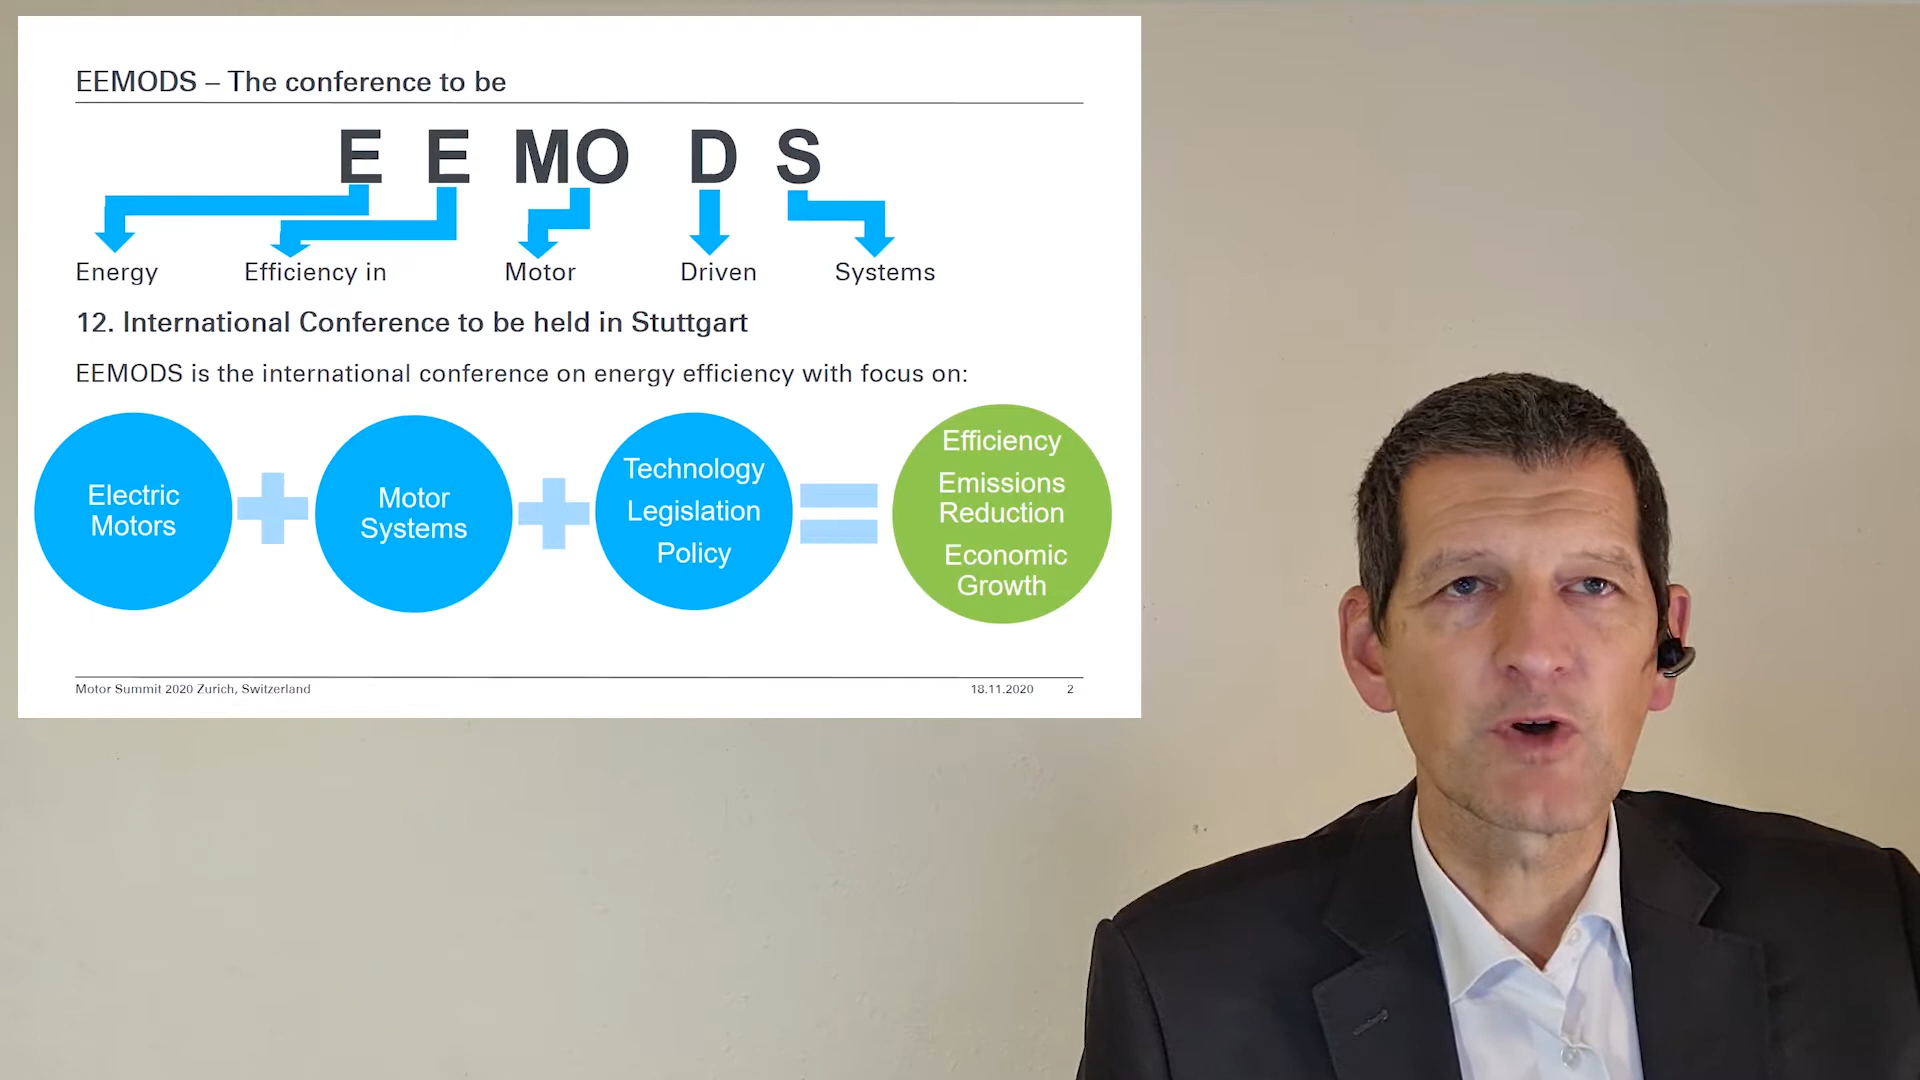 EEMODS – The conference to be
E E MO D S
Energy Efficiency in Motor Driven Systems
12. International Conference to be held in Stuttgart
EEMODS is the international conference on energy efficiency with focus on:
Electric
Motors
Motor
Systems
Technology
Legislation
Policy
Efficiency
Emissions
Reduction
Economic
Growth
Motor Summit 2020 Zurich, Switzerland 18.11.2020 2